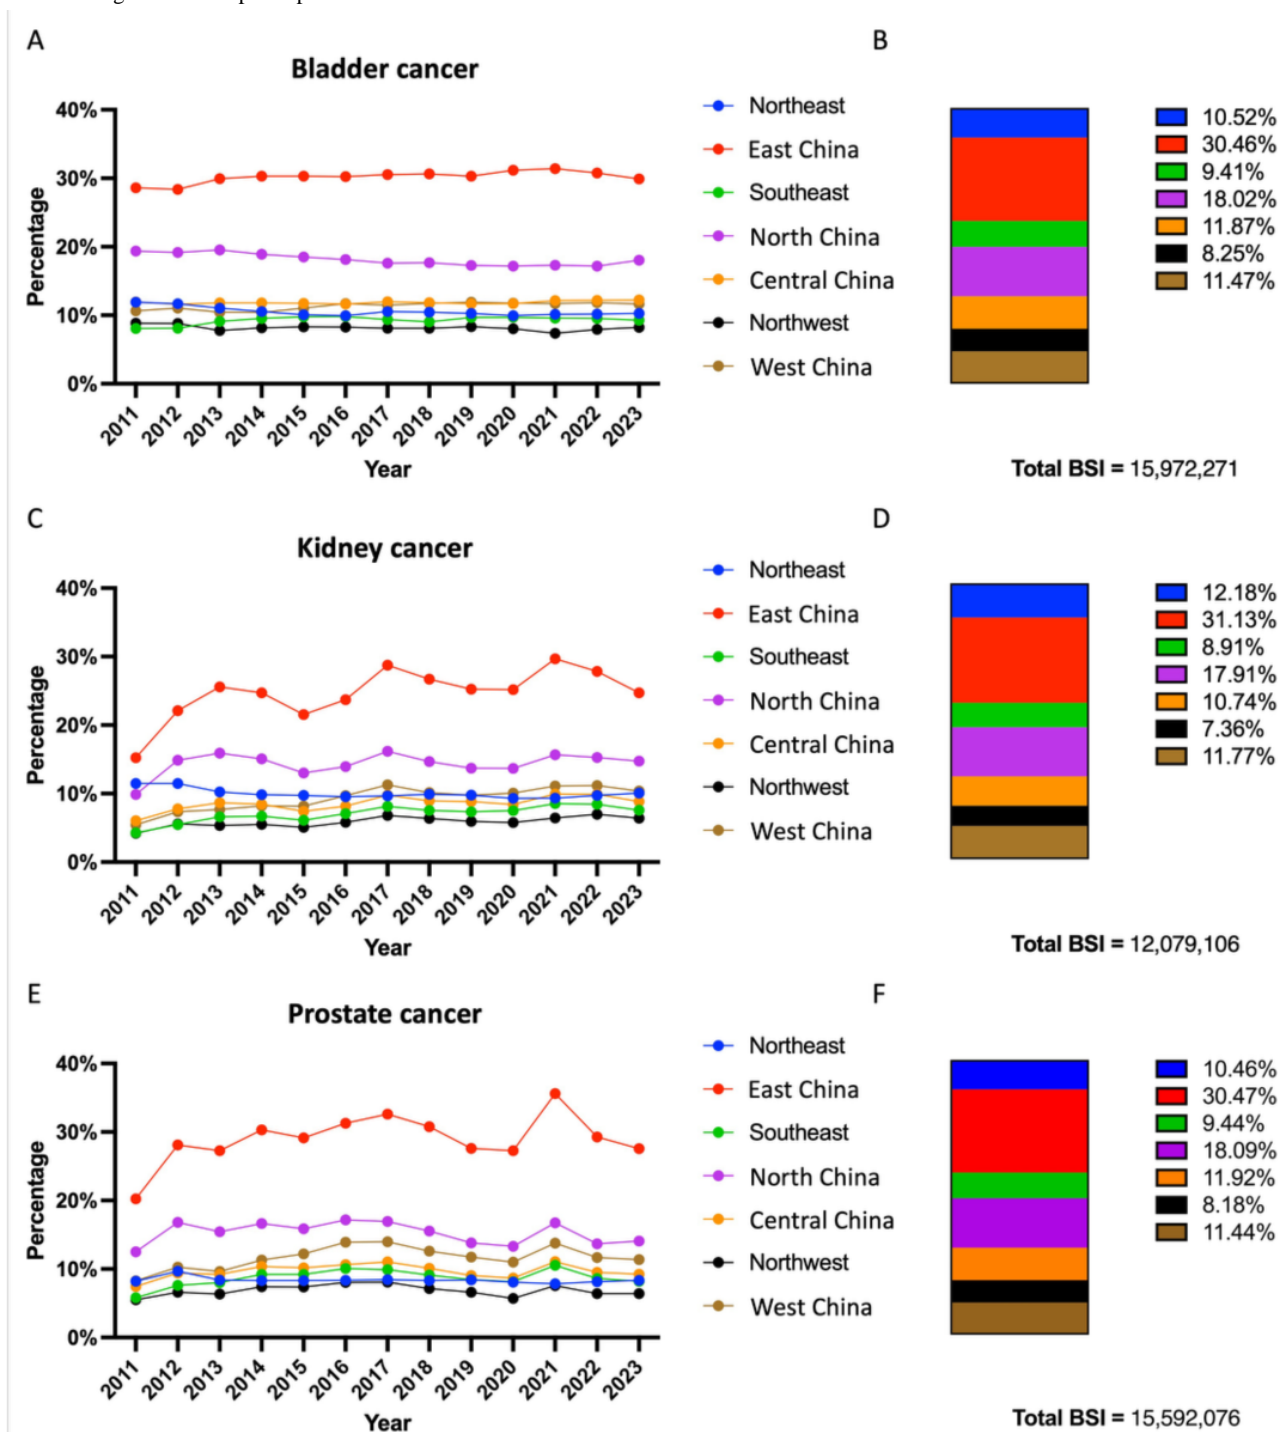 A
B
Bladder cancer
40%
30%
20%
10%
0%
Percentage
2011 2012 2013 2014 2015 2016 2017 2018 2019 2020 2021 2022 2023
Year
Northeast
East China
Southeast
North China
Central China
Northwest
West China
10.52%
30.46%
9.41%
18.02%
11.87%
8.25%
11.47%
Total BSI = 15,972,271
C
D
Kidney cancer
40%
30%
20%
10%
0%
Percentage
2011 2012 2013 2014 2015 2016 2017 2018 2019 2020 2021 2022 2023
Year
Northeast
East China
Southeast
North China
Central China
Northwest
West China
12.18%
31.13%
8.91%
17.91%
10.74%
7.36%
11.77%
Total BSI = 12,079,106
E
F
Prostate cancer
40%
30%
20%
10%
0%
Percentage
2011 2012 2013 2014 2015 2016 2017 2018 2019 2020 2021 2022 2023
Year
Northeast
East China
Southeast
North China
Central China
Northwest
West China
10.46%
30.47%
9.44%
18.09%
11.92%
8.18%
11.44%
Total BSI = 15,592,076